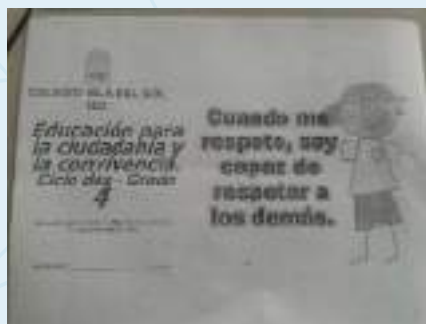 COLEGIO ISLA DEL SOL
IED
Educación para
la ciudadanía y
la convivencia.
Ciclo dos - Grado
4
Cuando me
respeto, soy
capaz de
respetar a
los demás.